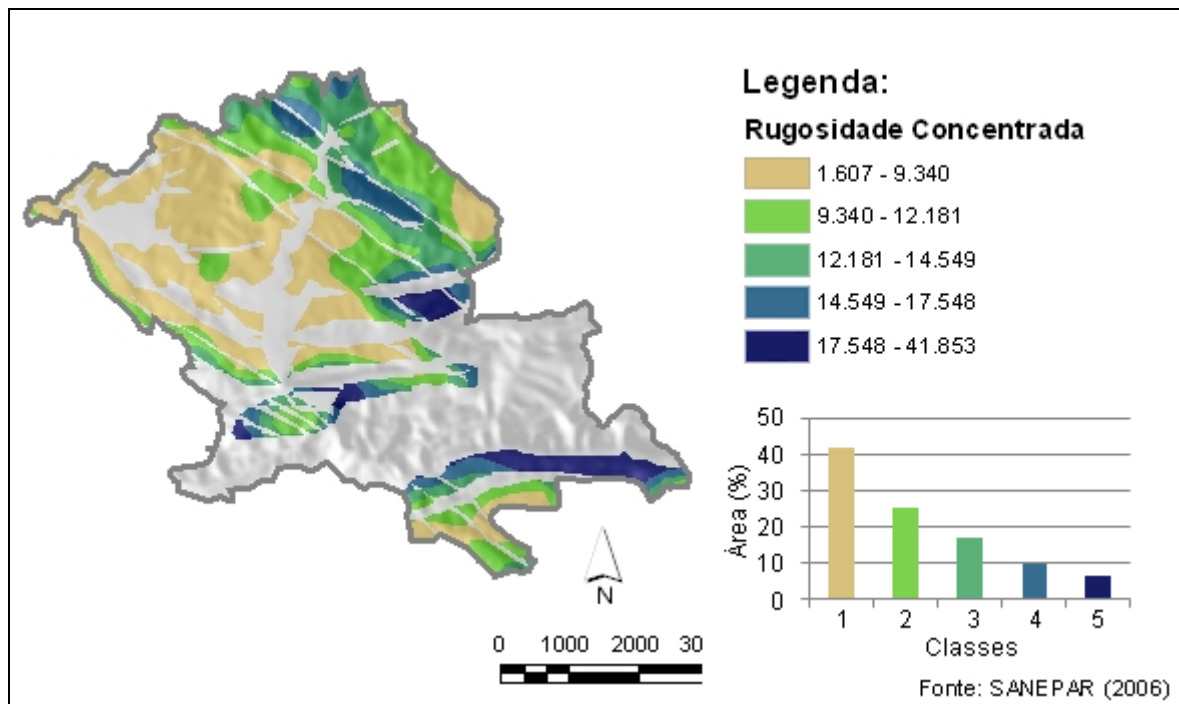 Legenda:
Rugosidade Concentrada
1.607 - 9.340
9.340 - 12.181
12.181 - 14.549
14.549 - 17.548
17.548 - 41.853
50
40
30
20
10
0
Área (%)
1 2 3 4 5
Classes
N
0 1000 2000 30
Fonte: SANEPAR (2006)